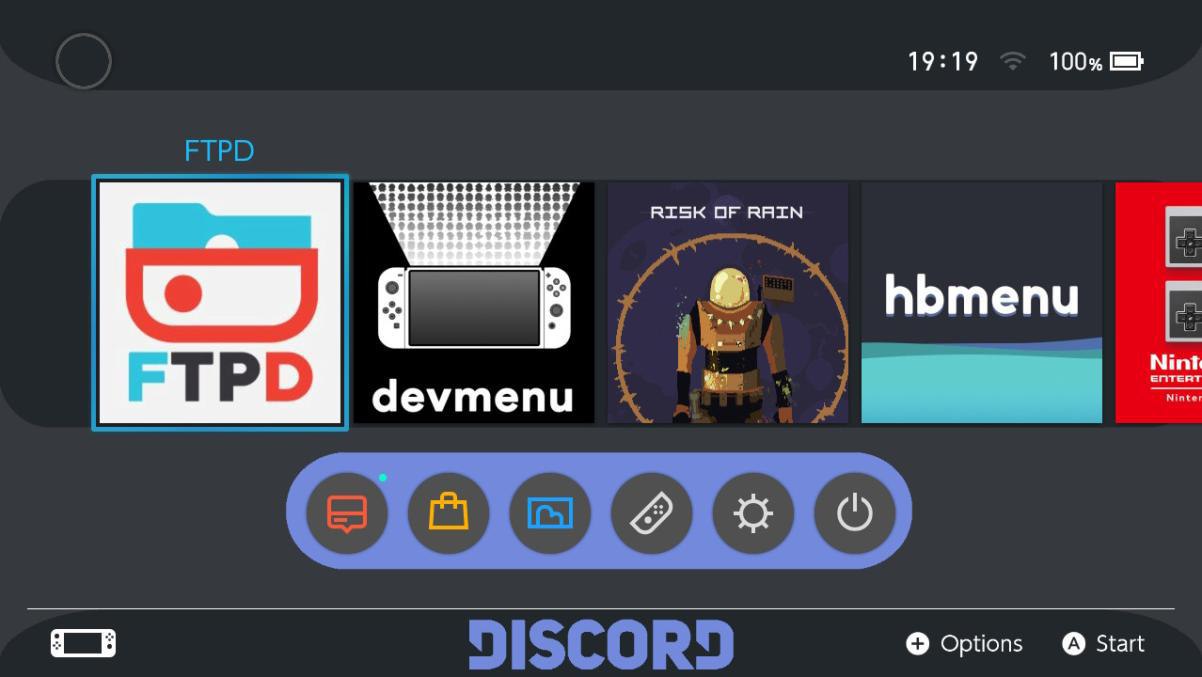 19:19 100%
FTPD
FTPD
devmenu
RISK OF RAIN
hbmenu
DISCORD
+ Options
A Start